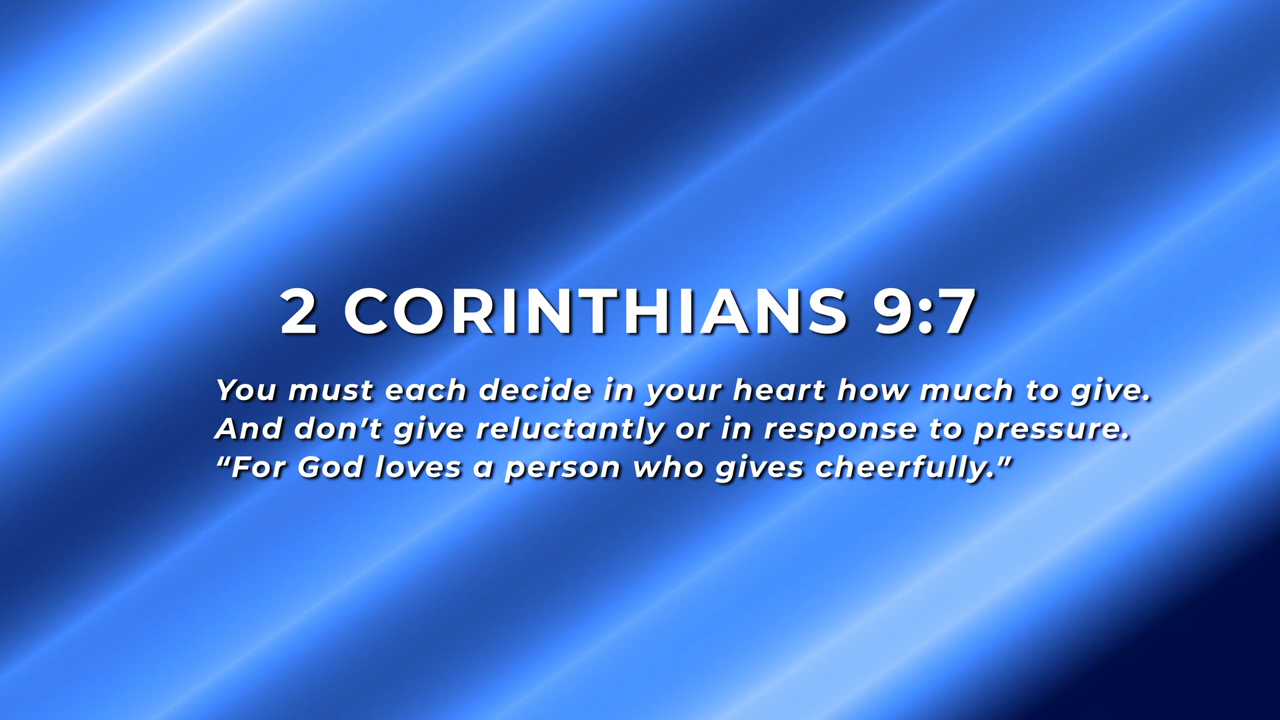 2 CORINTHIANS 9:7
You must each decide in your heart how much to give.
And don’t give reluctantly or in response to pressure.
“For God loves a person who gives cheerfully.”